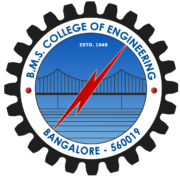 B.M.S. COLLEGE OF ENGINEERING
ESTD. 1946
BANGALORE - 560019